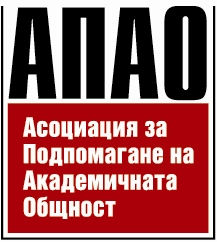 АПАО
Асоциация за
Подпомагане на
Академичната
Общност